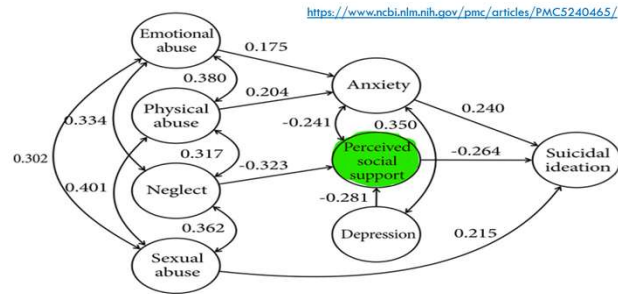 https://www.ncbi.nlm.nih.gov/pmc/articles/PMC5240465/
Emotional
abuse
0.175
0.380
Anxiety
Physical
abuse
0.204
0.240
0.334
-0.241
0.350
0.302
0.317
Perceived
social
support
-0.264
Suicidal
ideation
0.401
-0.323
Neglect
-0.281
0.362
Depression
0.215
Sexual
abuse